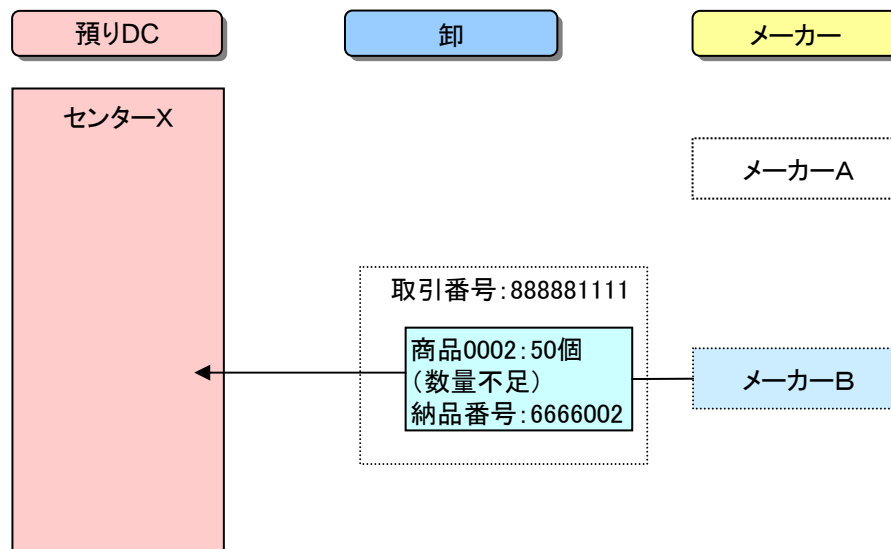 預りDC
卸
メーカー
センターX
メーカーA
取引番号：888881111
商品0002：50個
（数量不足）
納品番号：6666002
メーカーB